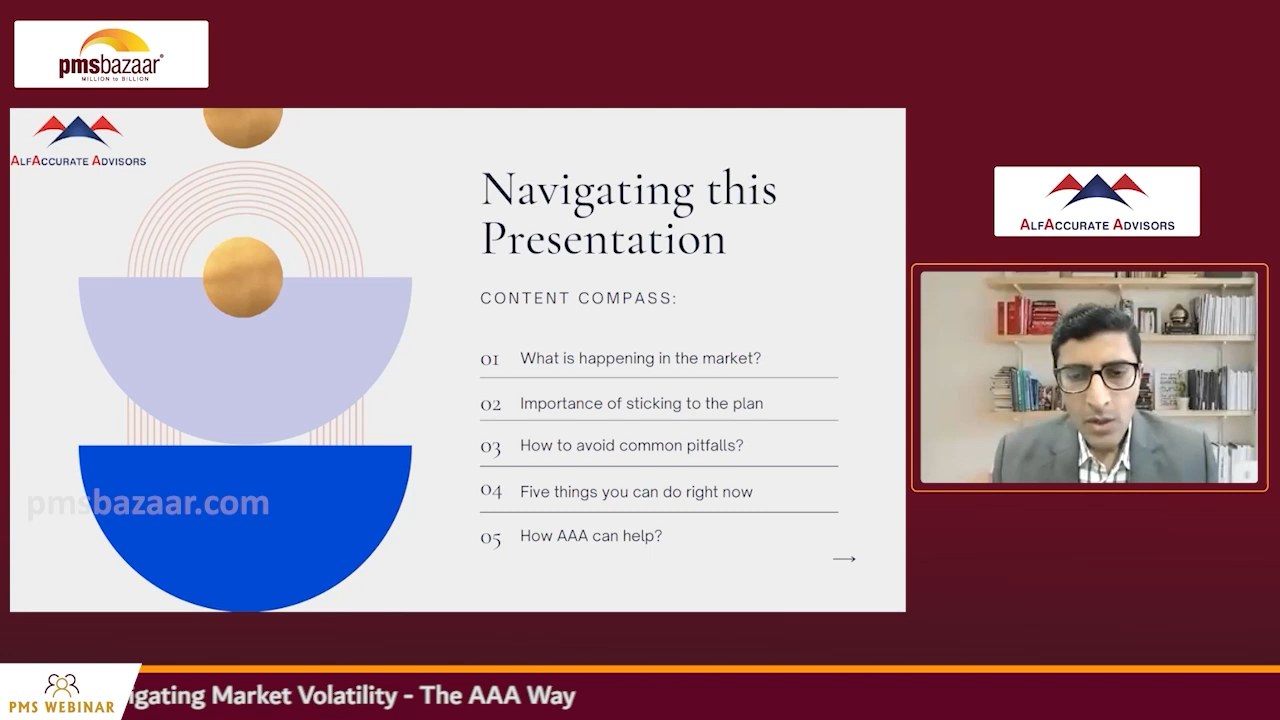 pmsbazaar®
MILLION to BILLION
ALFACCURATE ADVISORS
Navigating this
Presentation
CONTENT COMPASS:
01 What is happening in the market?
02 Importance of sticking to the plan
03 How to avoid common pitfalls?
04 Five things you can do right now
05 How AAA can help?
pmsbazaar.com
ALFACCURATE ADVISORS
PMS WEBINAR
igating Market Volatility - The AAA Way